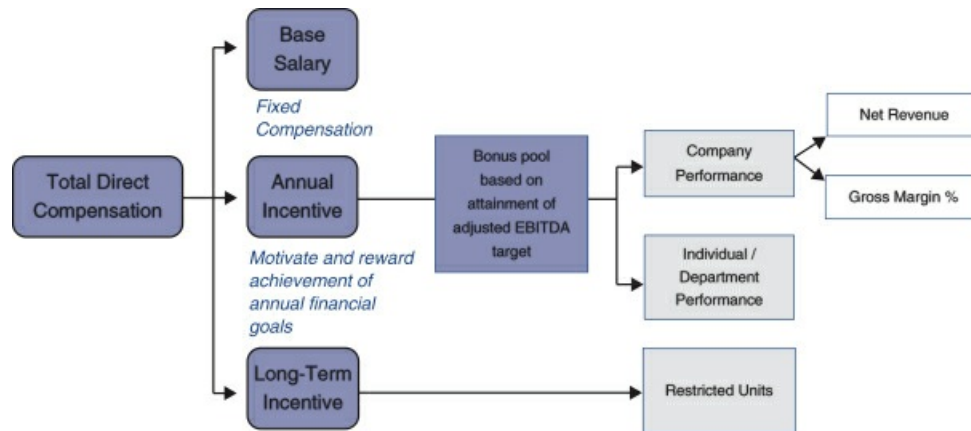 Base
Salary
Fixed
Compensation
Total Direct
Compensation
Annual
Incentive
Motivate and reward
achievement of
annual financial
goals
Bonus pool
based on
attainment of
adjusted EBITDA
target
Company
Performance
Net Revenue
Gross Margin %
Individual /
Department
Performance
Long-Term
Incentive
Restricted Units